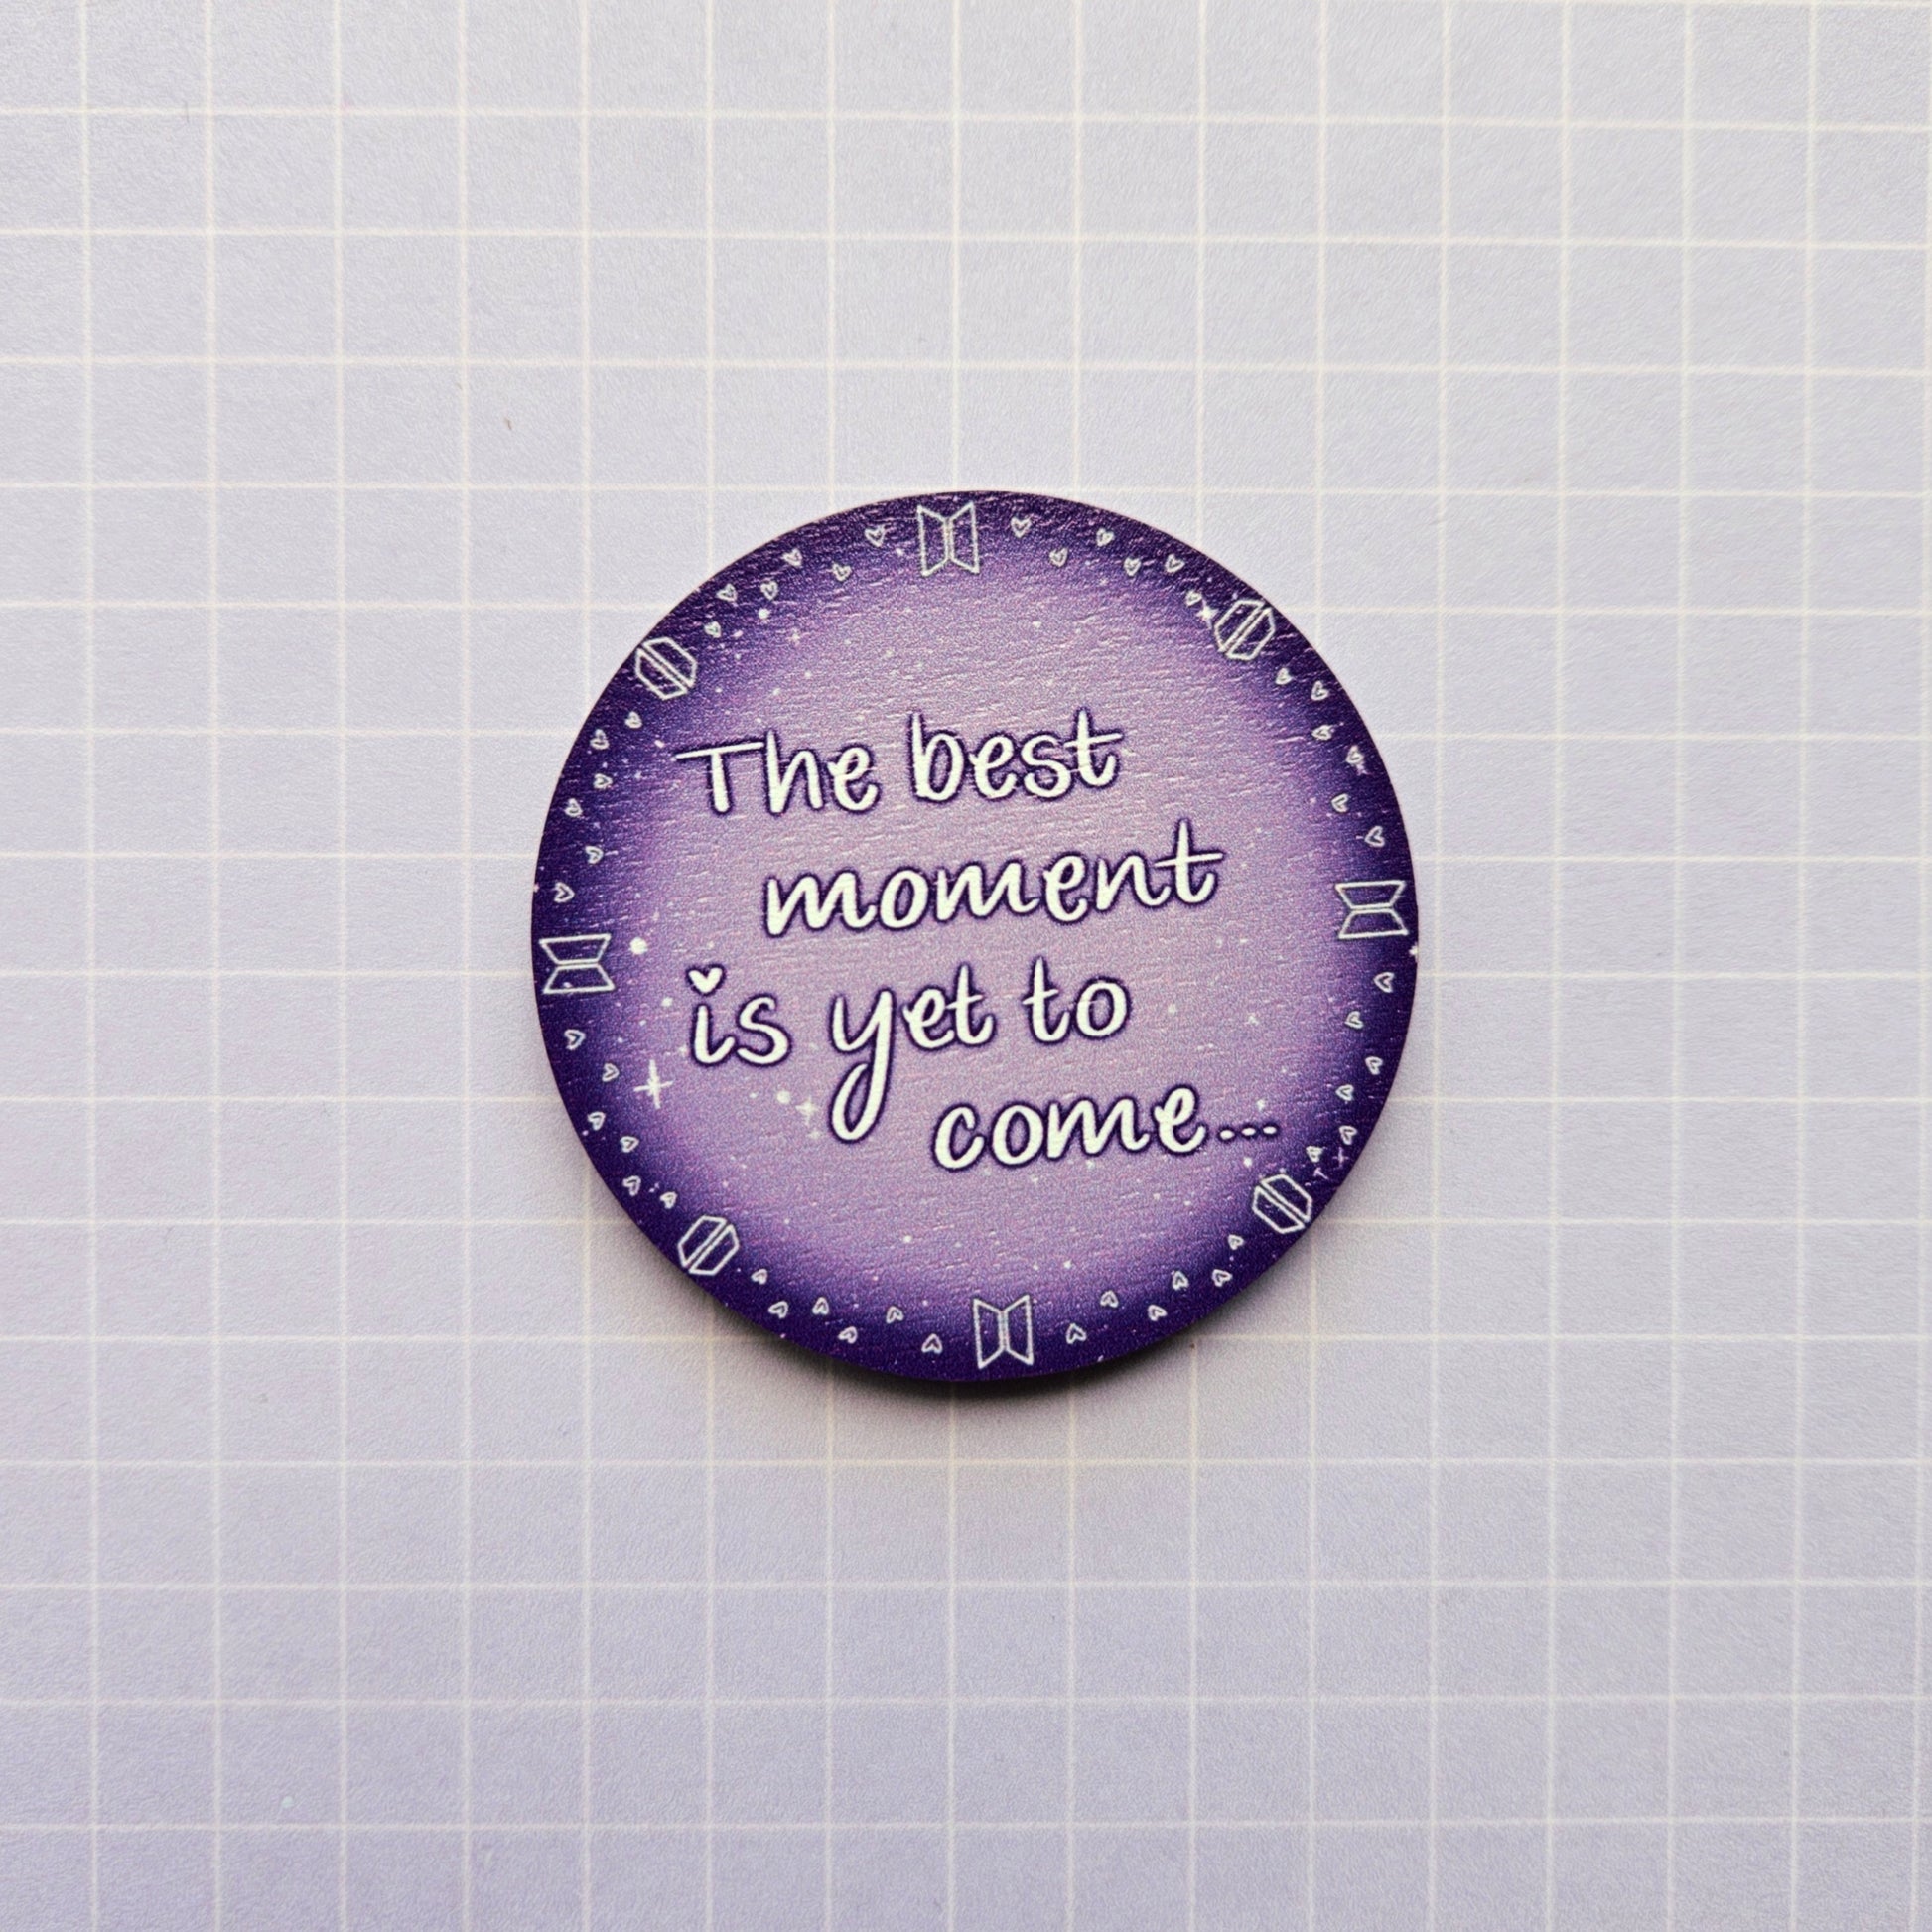 The best
moment
is yet to
come...